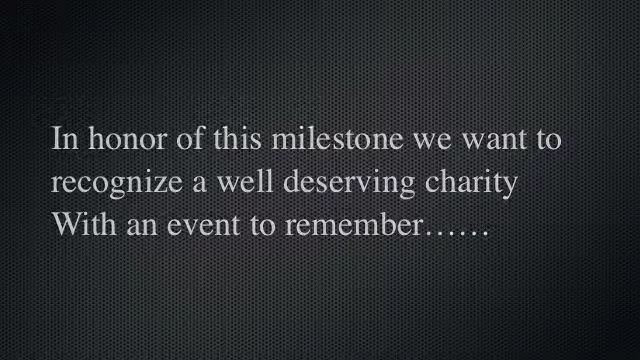 In honor of this milestone we want to
recognize a well deserving charity
With an event to remember……